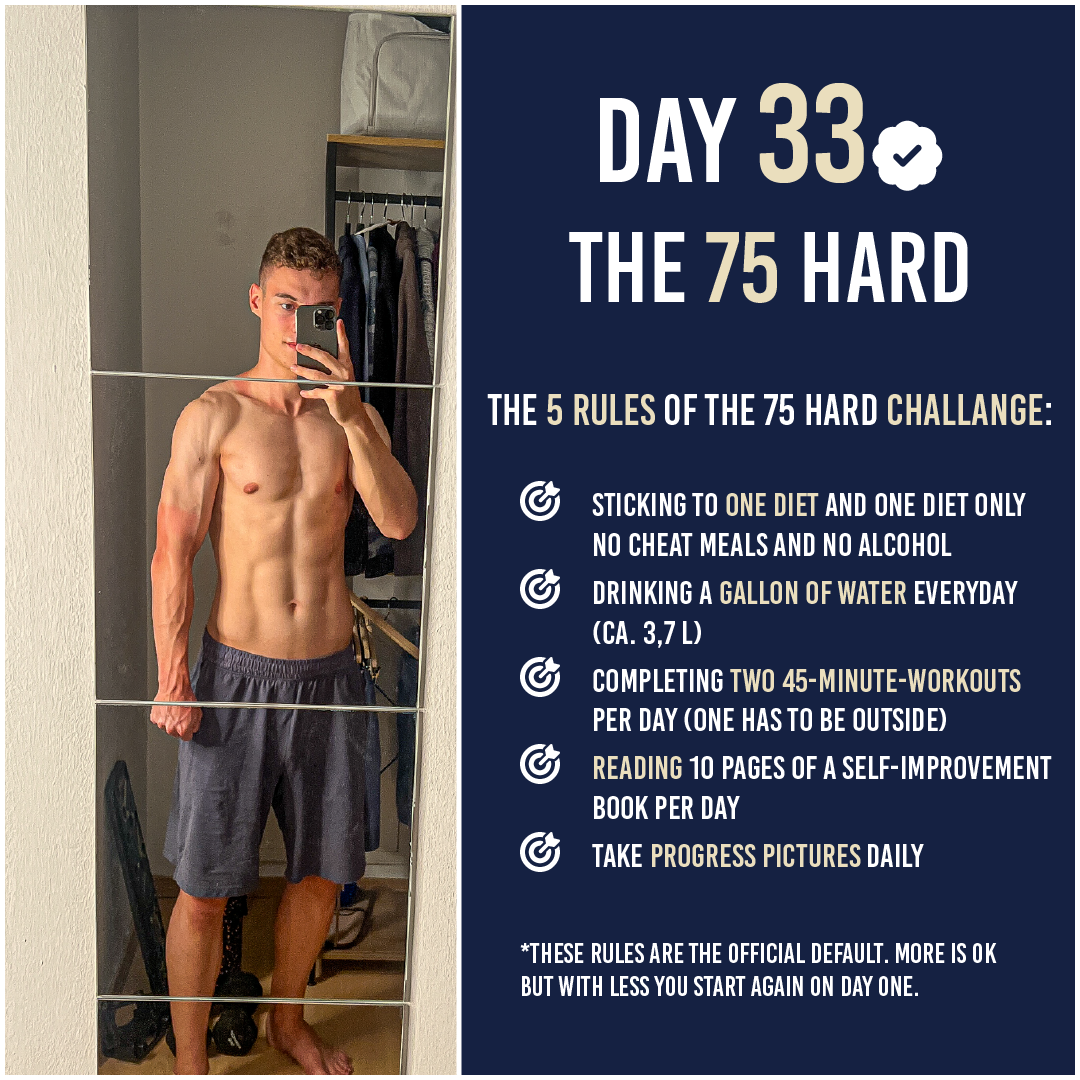 DAY 33
THE 75 HARD
THE 5 RULES OF THE 75 HARD CHALLANGE:
STICKING TO ONE DIET AND ONE DIET ONLY
NO CHEAT MEALS AND NO ALCOHOL
DRINKING A GALLON OF WATER EVERYDAY
(CA. 3,7 L)
COMPLETING TWO 45-MINUTE-WORKOUTS
PER DAY (ONE HAS TO BE OUTSIDE)
READING 10 PAGES OF A SELF-IMPROVEMENT
BOOK PER DAY
TAKE PROGRESS PICTURES DAILY
*THESE RULES ARE THE OFFICIAL DEFAULT. MORE IS OK
BUT WITH LESS YOU START AGAIN ON DAY ONE.